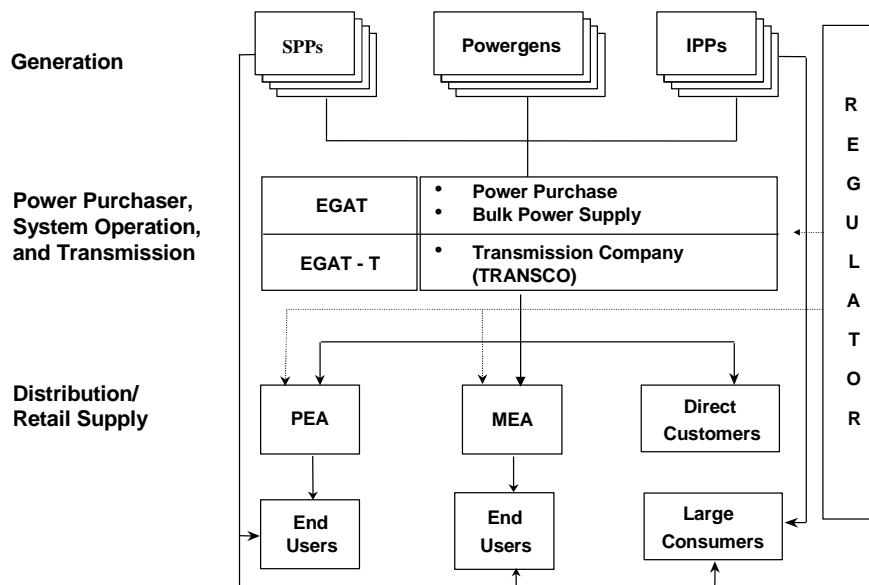 Generation
SPPs
Powergens
IPPs
REGULATOR
Power Purchaser,
System Operation,
and Transmission
EGAT
• Power Purchase
• Bulk Power Supply
EGAT - T
• Transmission Company
(TRANSCO)
Distribution/
Retail Supply
PEA
MEA
Direct
Customers
End
Users
End
Users
Large
Consumers